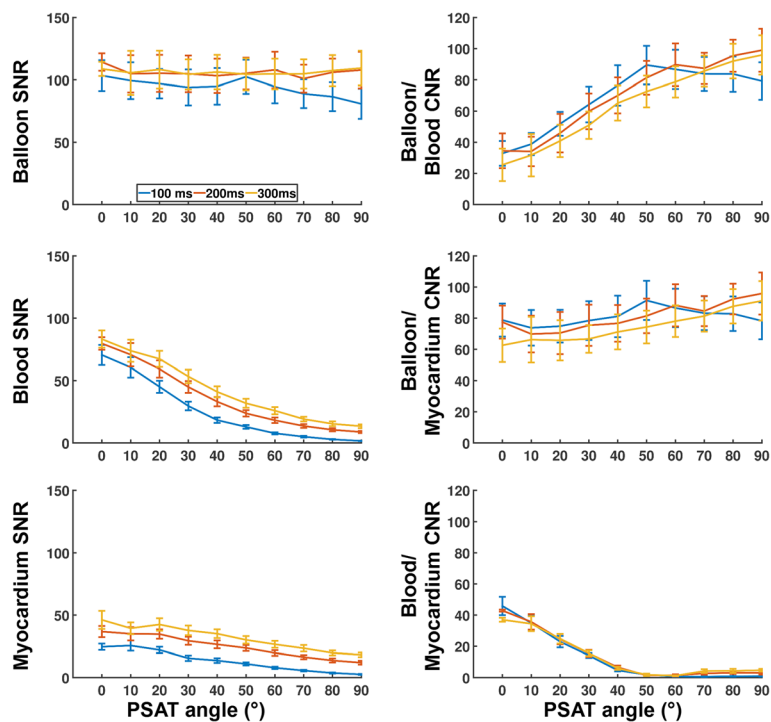 Balloon SNR
150
100
50
0
0 10 20 30 40 50 60 70 80 90
100 ms 200ms 300ms
Balloon/
Blood CNR
120
100
80
60
40
20
0
0 10 20 30 40 50 60 70 80 90
Blood SNR
150
100
50
0
0 10 20 30 40 50 60 70 80 90
Balloon/
Myocardium CNR
120
100
80
60
40
20
0
0 10 20 30 40 50 60 70 80 90
Myocardium SNR
150
100
50
0
0 10 20 30 40 50 60 70 80 90
PSAT angle (°)
Blood/
Myocardium CNR
120
100
80
60
40
20
0
0 10 20 30 40 50 60 70 80 90
PSAT angle (°)